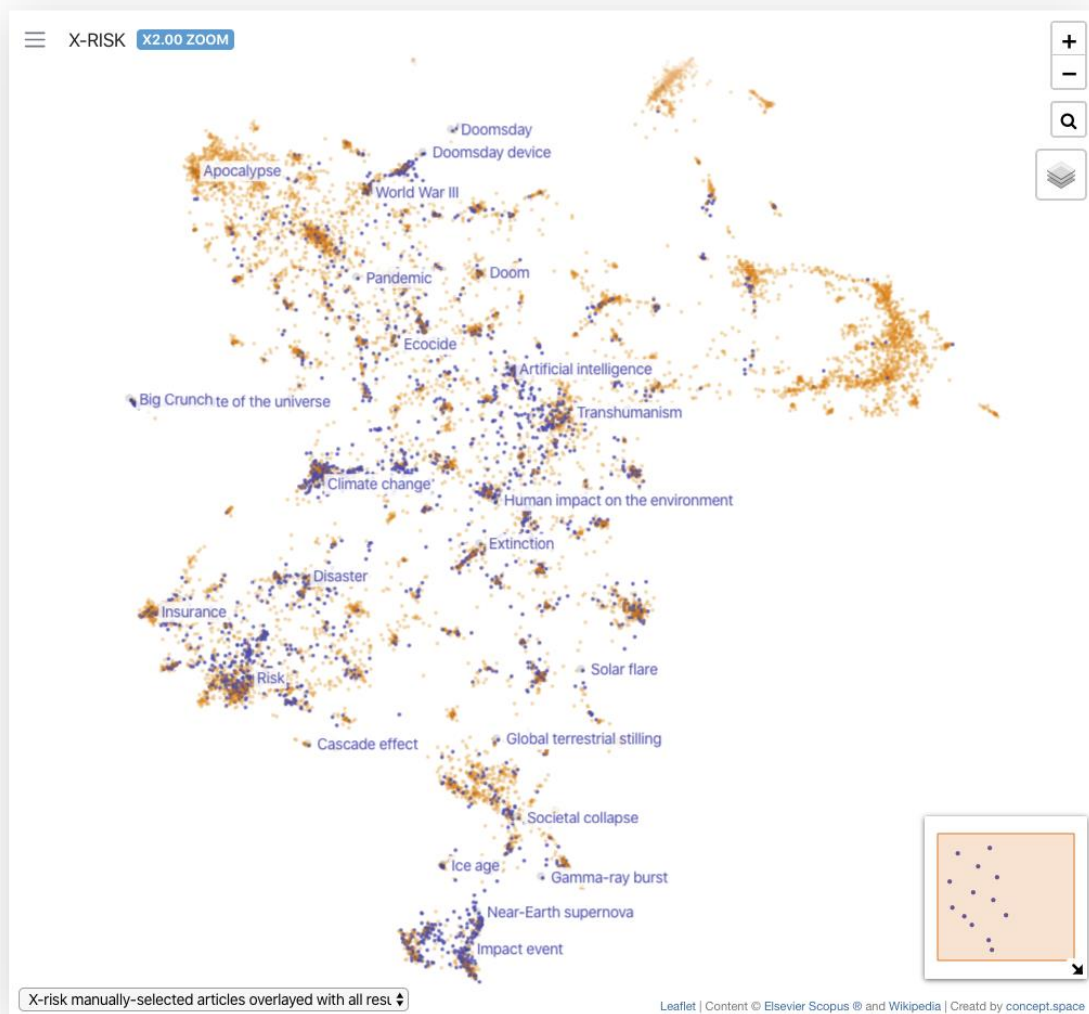 X-RISK X2.00 ZOOM
+
−
Doomsday
Doomsday device
Apocalypse
World War III
Pandemic
Doom
Ecocide
Artificial intelligence
Big Crunch te of the universe
Transhumanism
Climate change
Human impact on the environment
Extinction
Disaster
Insurance
Solar flare
Risk
Global terrestrial stilling
Cascade effect
Societal collapse
Ice age
Gamma-ray burst
Near-Earth supernova
Impact event
X-risk manually-selected articles overlayed with all resu
Leaflet | Content © Elsevier Scopus ® and Wikipedia | Creatd by concept.space